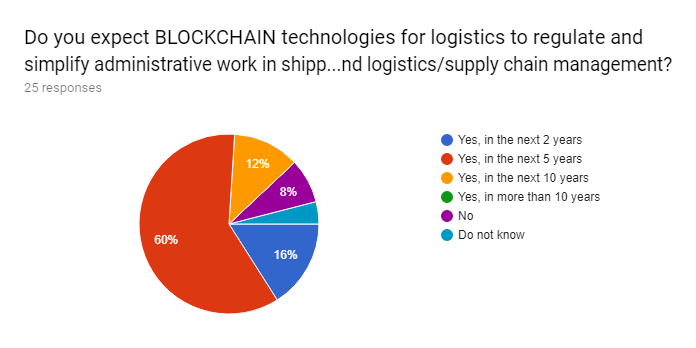 Do you expect BLOCKCHAIN technologies for logistics to regulate and
simplify administrative work in shipp...nd logistics/supply chain management?
25 responses
Yes, in the next 2 years
Yes, in the next 5 years
Yes, in the next 10 years
Yes, in more than 10 years
No
Do not know
12%
8%
60%
16%